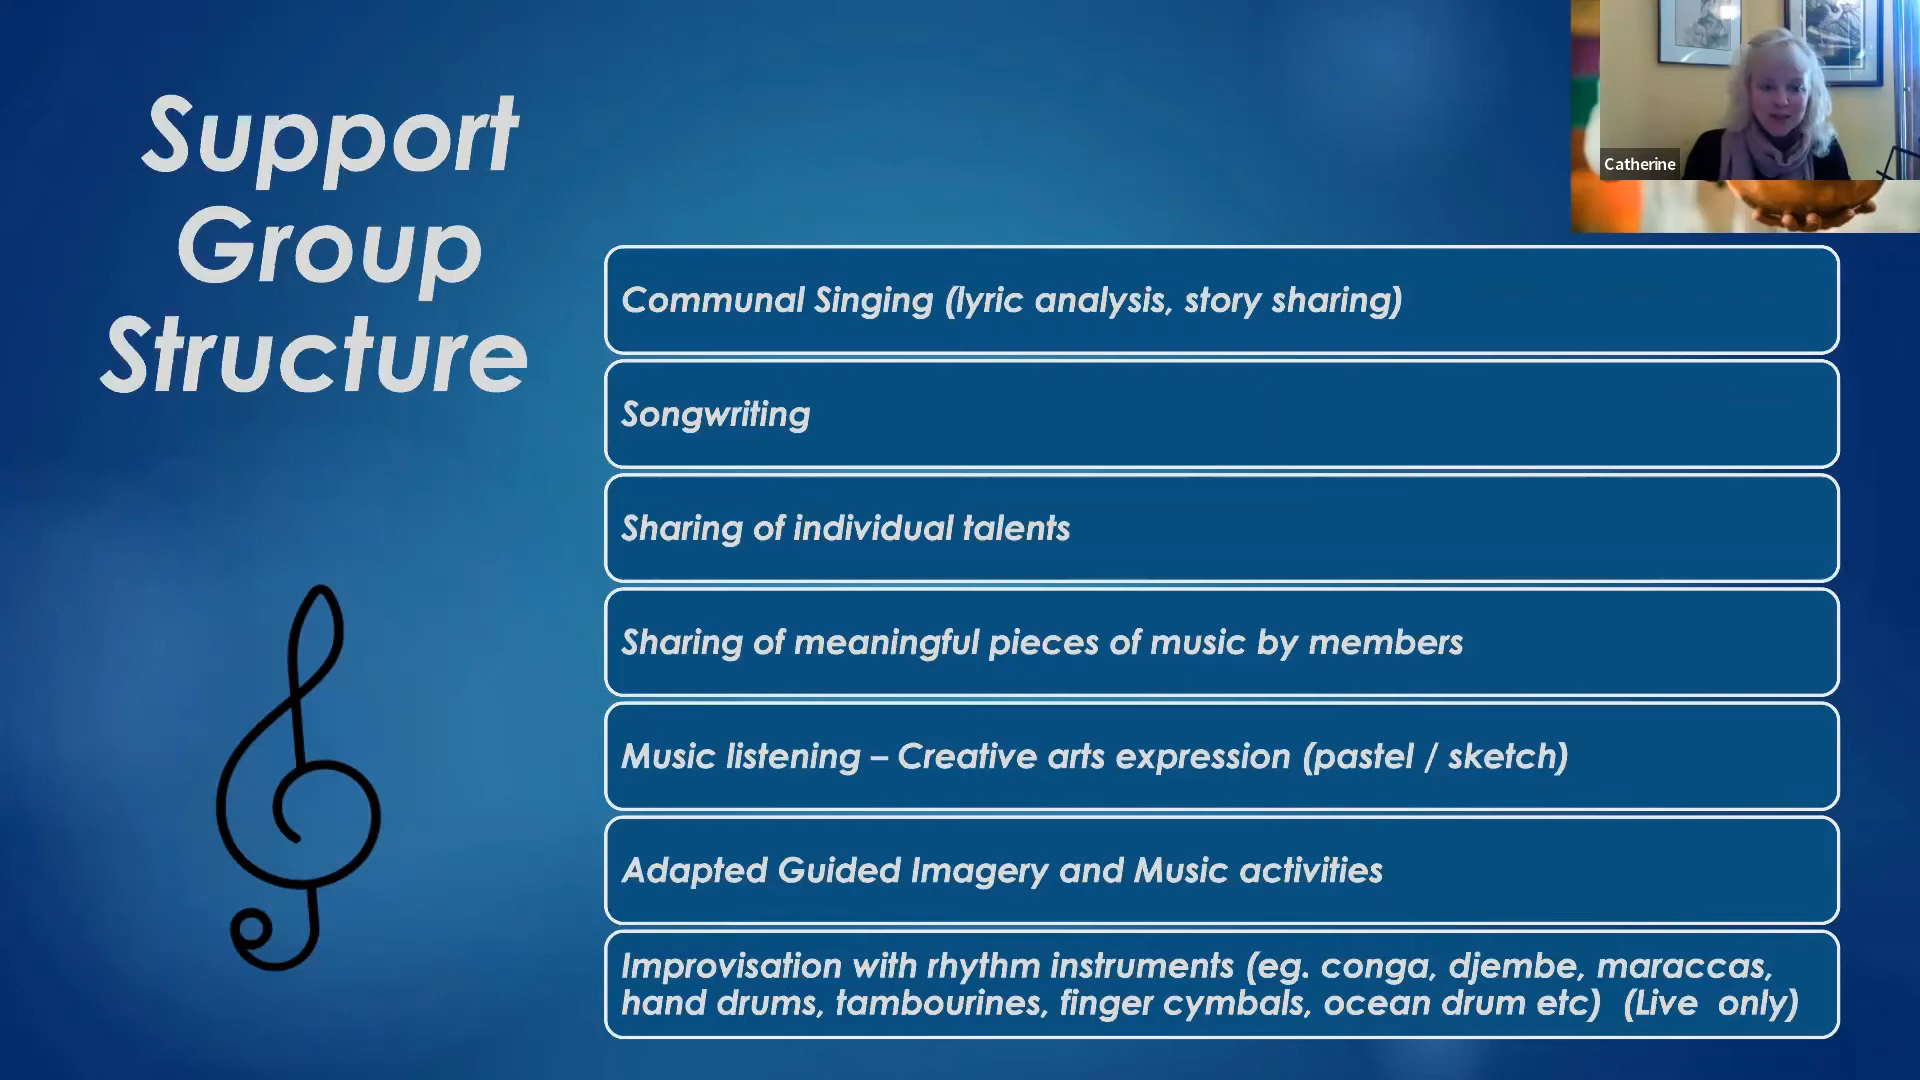 Support
Group
Structure
Catherine
Communal Singing (lyric analysis, story sharing)
Songwriting
Sharing of individual talents
Sharing of meaningful pieces of music by members
Music listening – Creative arts expression (pastel / sketch)
Adapted Guided Imagery and Music activities
Improvisation with rhythm instruments (eg. conga, djembe, maraccas,
hand drums, tambourines, finger cymbals, ocean drum etc) (Live only)